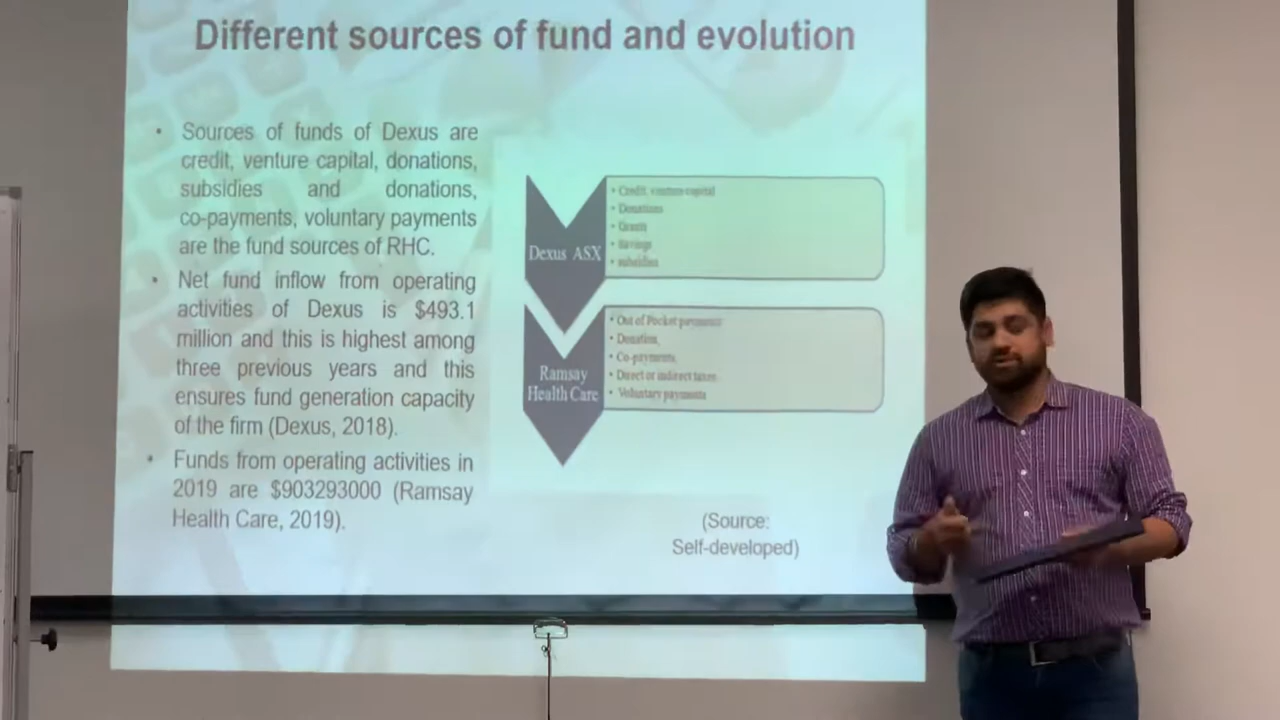 Different sources of fund and evolution
• Sources of funds of Dexus are
credit, venture capital, donations,
subsidies and donations,
co-payments, voluntary payments
are the fund sources of RHC.
• Net fund inflow from operating
activities of Dexus is $493.1
million and this is highest among
three previous years and this
ensures fund generation capacity
of the firm (Dexus, 2018).
• Funds from operating activities in
2019 are $903293000 (Ramsay
Health Care, 2019).
Dexus ASX
• Credit, venture capital
• Donations
• Grants
• Savings
• subsidies
Ramsay
Health Care
• Out of Pocket payments
• Donation,
• Co-payments,
• Direct or indirect taxes
• Voluntary payments
(Source:
Self-developed)